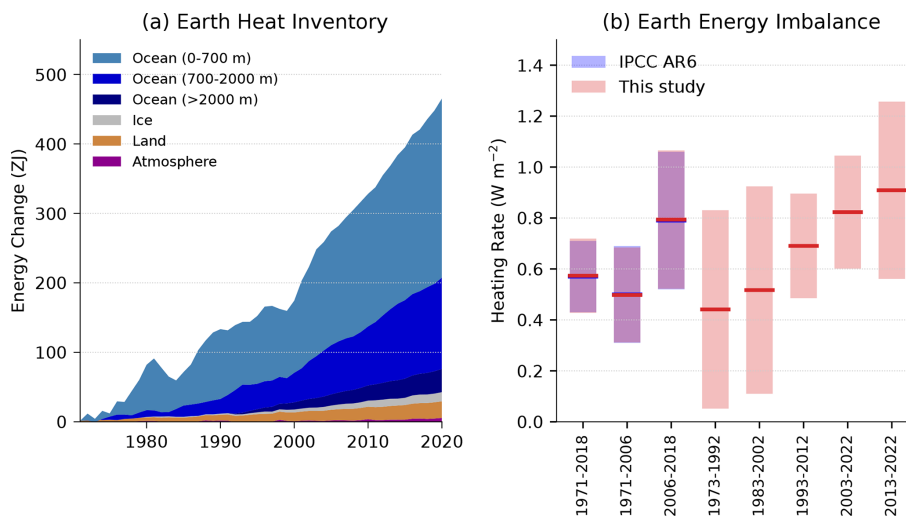 (a) Earth Heat Inventory
Energy Change (ZJ)
500
400
300
200
100
0
Ocean (0-700 m)
Ocean (700-2000 m)
Ocean (>2000 m)
Ice
Land
Atmosphere
1980
1990
2000
2010
2020
(b) Earth Energy Imbalance
Heating Rate (W m⁻²)
1.4
1.2
1.0
0.8
0.6
0.4
0.2
0.0
IPCC AR6
This study
1971-2018
1971-2006
2006-2018
1973-1992
1983-2002
1993-2012
2003-2022
2013-2022